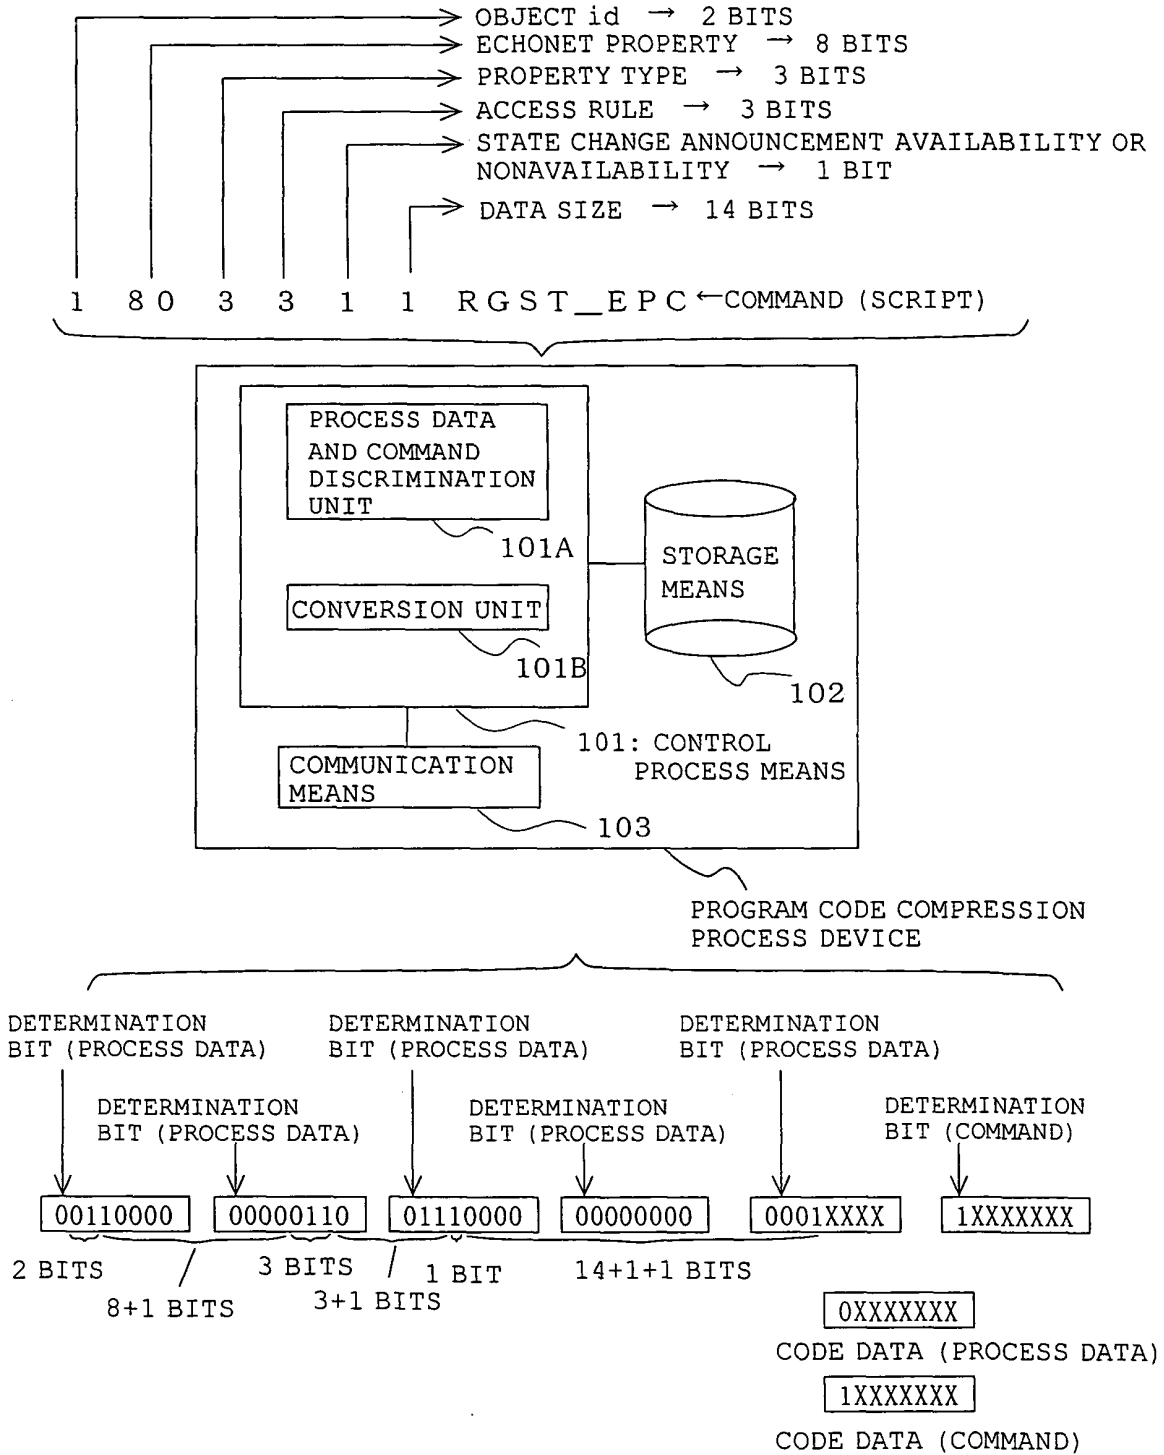 OBJECT id → 2 BITS
ECHONET PROPERTY → 8 BITS
PROPERTY TYPE → 3 BITS
ACCESS RULE → 3 BITS
STATE CHANGE ANNOUNCEMENT AVAILABILITY OR
NONAVAILABILITY → 1 BIT
DATA SIZE → 14 BITS
1 80 3 3 1 1 RGST_EPC ←COMMAND (SCRIPT)
PROCESS DATA
AND COMMAND
DISCRIMINATION
UNIT
101A
CONVERSION UNIT
101B
STORAGE
MEANS
102
101: CONTROL
PROCESS MEANS
COMMUNICATION
MEANS
103
PROGRAM CODE COMPRESSION
PROCESS DEVICE
DETERMINATION
BIT (PROCESS DATA)
DETERMINATION
BIT (PROCESS DATA)
DETERMINATION
BIT (PROCESS DATA)
DETERMINATION
BIT (PROCESS DATA)
DETERMINATION
BIT (PROCESS DATA)
DETERMINATION
BIT (COMMAND)
00110000 00000110 01110000 00000000 0001XXXX 1XXXXXXX
2 BITS
8+1 BITS
3 BITS
3+1 BITS
1 BIT
14+1+1 BITS
0XXXXXXX
CODE DATA (PROCESS DATA)
1XXXXXXX
CODE DATA (COMMAND)